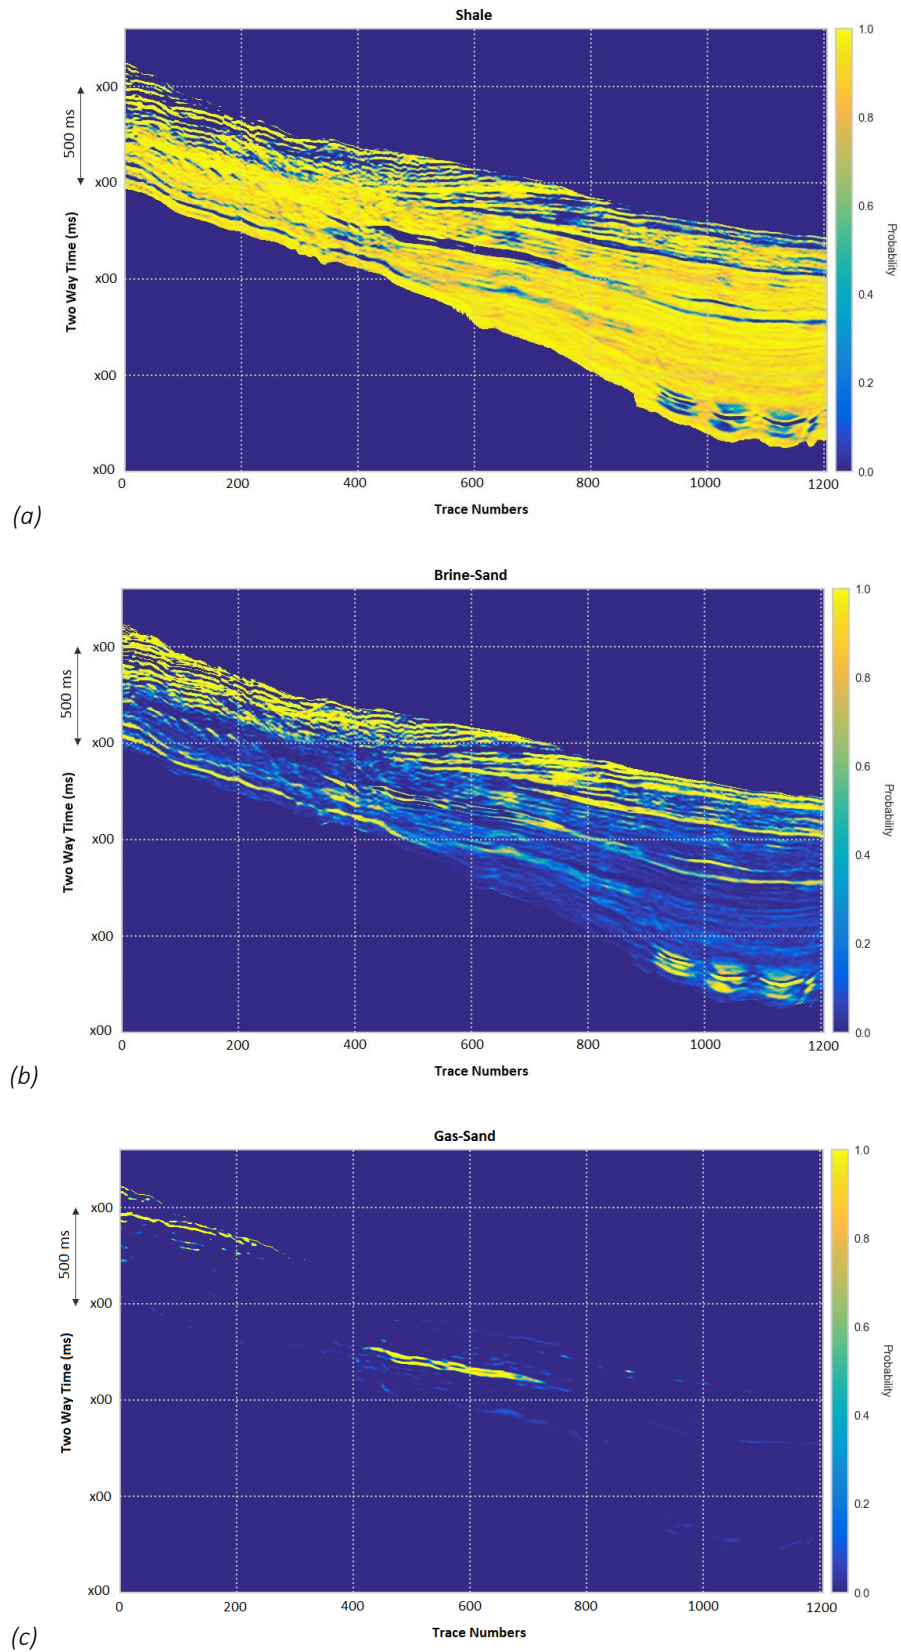 Shale
x00
x00
x00
x00
x00
500 ms
Two Way Time (ms)
0 200 400 600 800 1000 1200
Trace Numbers
1.0
0.8
0.6
0.4
0.2
0.0
Probability
(a)
Brine-Sand
x00
x00
x00
x00
x00
500 ms
Two Way Time (ms)
0 200 400 600 800 1000 1200
Trace Numbers
1.0
0.8
0.6
0.4
0.2
0.0
Probability
(b)
Gas-Sand
x00
x00
x00
x00
x00
500 ms
Two Way Time (ms)
0 200 400 600 800 1000 1200
Trace Numbers
1.0
0.8
0.6
0.4
0.2
0.0
Probability
(c)